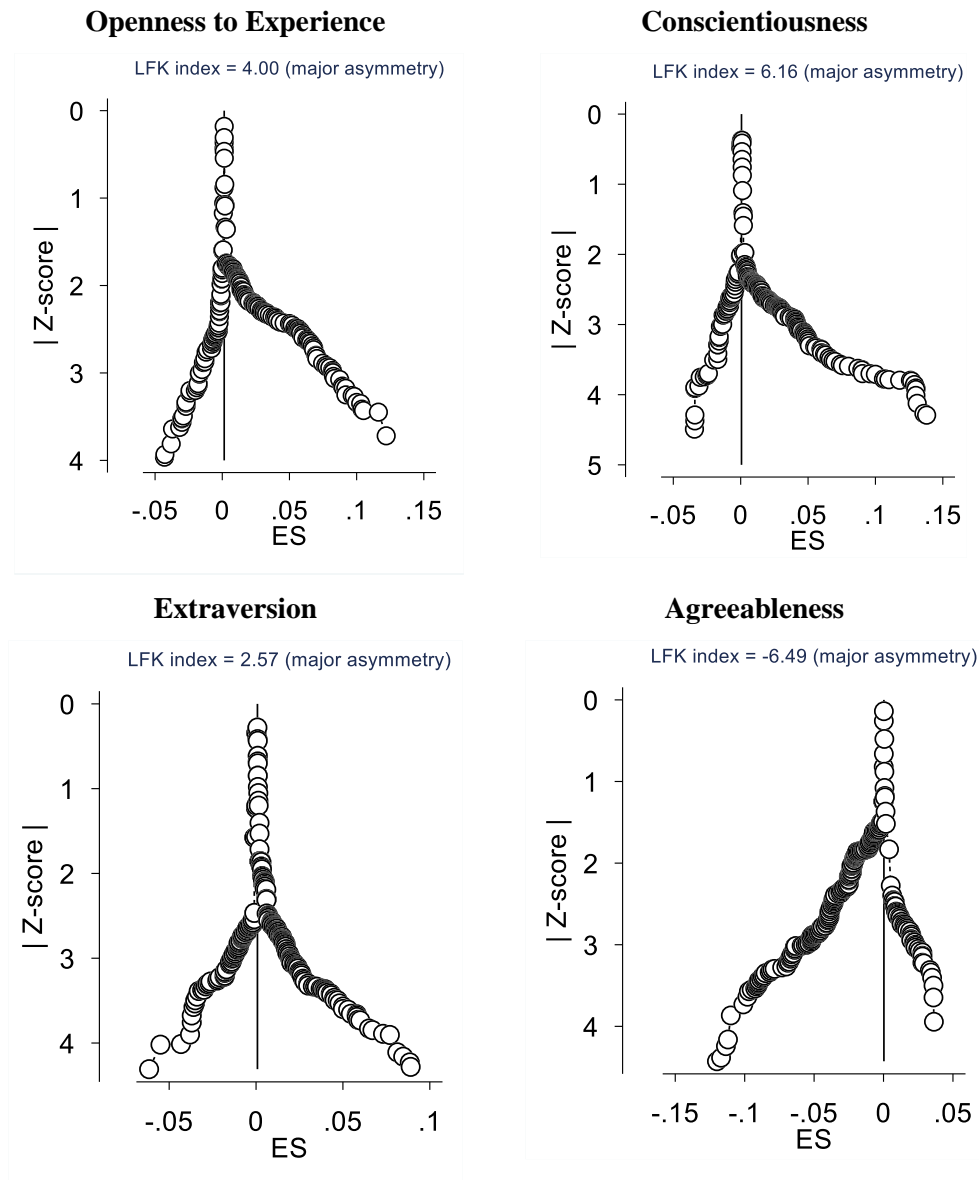 Openness to Experience
LFK index = 4.00 (major asymmetry)
0
1
2
3
4
| Z-score |
-.05 0 .05 .1 .15
ES
Conscientiousness
LFK index = 6.16 (major asymmetry)
0
1
2
3
4
5
| Z-score |
-.05 0 .05 .1 .15
ES
Extraversion
LFK index = 2.57 (major asymmetry)
0
1
2
3
4
| Z-score |
-.05 0 .05 .1
ES
Agreeableness
LFK index = -6.49 (major asymmetry)
0
1
2
3
4
| Z-score |
-.15 -.1 -.05 0 .05
ES